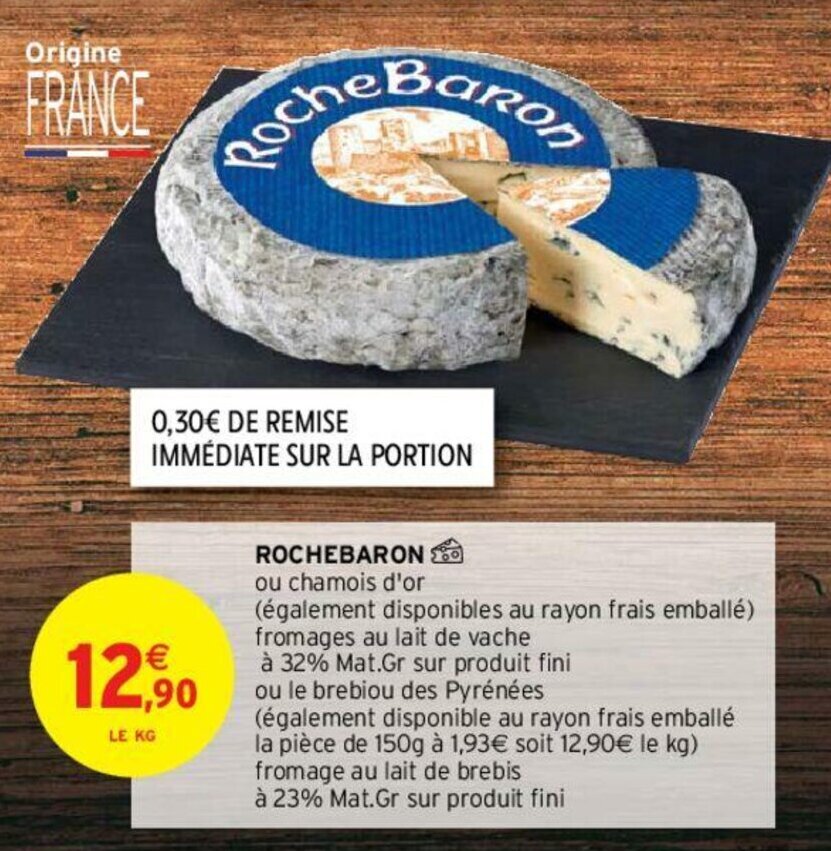 Origine
FRANCE
RocheBaron
0,30€ DE REMISE
IMMÉDIATE SUR LA PORTION
ROCHEBARON
ou chamois d'or
(également disponibles au rayon frais emballé)
fromages au lait de vache
à 32% Mat.Gr sur produit fini
ou le brebiou des Pyrénées
(également disponible au rayon frais emballé
la pièce de 150g à 1,93€ soit 12,90€ le kg)
fromage au lait de brebis
à 23% Mat.Gr sur produit fini
12€,90
LE KG